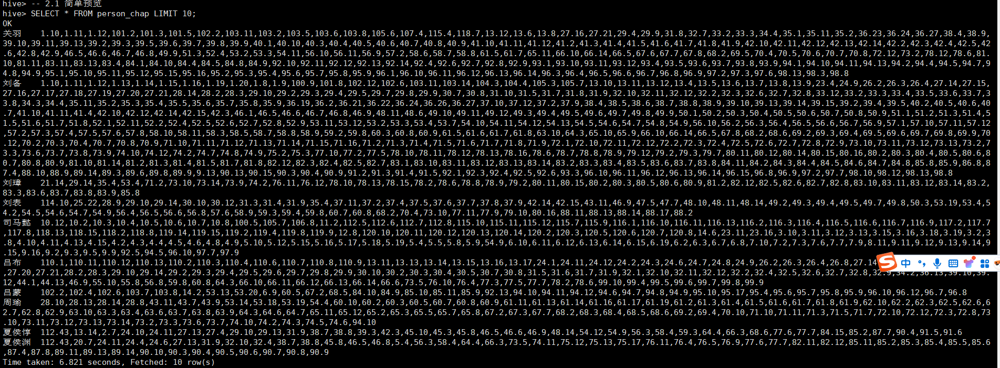 hive> -- 2.1 简单预览
hive> SELECT * FROM person_chap LIMIT 10;
OK
关羽 1.10,1.11,1.12,101.2,101.3,101.5,102.2,103.11,103.2,103.5,103.6,103.8,105.6,107.4,115.4,118.7,13.12,13.6,13.8,27.16,27.21,29.4,29.9,31.8,32.7,33.2,33.3,34.4,35.1,35.11,35.2,36.23,36.24,36.27,38.4,38.9,
39.10,39.11,39.13,39.2,39.3,39.5,39.6,39.7,39.8,39.9,40.1,40.10,40.3,40.4,40.5,40.6,40.7,40.8,40.9,41.10,41.11,41.12,41.2,41.3,41.4,41.5,41.6,41.7,41.8,41.9,42.10,42.11,42.12,42.13,42.14,42.2,42.3,42.4,42.5,42
.6,42.8,42.9,46.5,46.6,46.7,46.8,49.9,51.3,52.4,53.2,53.3,54.11,56.10,56.11,56.9,57.2,58.6,58.7,58.8,61.5,61.7,65.11,66.10,66.14,66.5,67.6,67.7,67.8,68.2,69.5,70.4,70.5,70.6,70.7,70.8,72.12,73.2,78.12,78.6,81.
10,81.11,83.11,83.13,83.4,84.1,84.10,84.4,84.5,84.8,84.9,92.10,92.11,92.12,92.13,92.14,92.4,92.6,92.7,92.8,92.9,93.1,93.10,93.11,93.12,93.4,93.5,93.6,93.7,93.8,93.9,94.1,94.10,94.11,94.13,94.2,94.4,94.5,94.7,9
4.8,94.9,95.1,95.10,95.11,95.12,95.15,95.16,95.2,95.3,95.4,95.6,95.7,95.8,95.9,96.1,96.10,96.11,96.12,96.13,96.14,96.3,96.4,96.5,96.6,96.7,96.8,96.9,97.2,97.3,97.6,98.13,98.3,98.8
刘备 1.10,1.11,1.12,1.13,1.14,1.15,1.16,1.19,1.20,1.8,1.9,100.9,101.8,102.12,102.6,103.11,103.14,104.3,104.4,105.3,105.7,13.10,13.11,13.12,13.4,13.5,13.6,13.7,13.8,13.9,23.4,24.9,26.2,26.3,26.4,27.14,27.15,
27.16,27.17,27.18,27.19,27.20,27.21,28.14,28.2,28.3,29.10,29.2,29.3,29.4,29.5,29.7,29.8,29.9,30.7,30.8,31.10,31.5,31.7,31.8,31.9,32.10,32.11,32.12,32.2,32.3,32.6,32.7,32.8,33.12,33.2,33.3,33.4,33.5,33.6,33.7,3
3.8,34.3,34.4,35.11,35.2,35.3,35.4,35.5,35.6,35.7,35.8,35.9,36.19,36.2,36.21,36.22,36.24,36.26,36.27,37.10,37.12,37.2,37.9,38.4,38.5,38.6,38.7,38.8,38.9,39.10,39.13,39.14,39.15,39.2,39.4,39.5,40.2,40.5,40.6,40
.7,41.10,41.11,41.4,42.10,42.12,42.14,42.15,42.3,46.1,46.5,46.6,46.7,46.8,46.9,48.11,48.6,49.10,49.11,49.12,49.3,49.4,49.5,49.6,49.7,49.8,49.9,50.1,50.2,50.3,50.4,50.5,50.6,50.7,50.8,50.9,51.1,51.2,51.3,51.4,5
1.5,51.6,51.7,51.8,52.1,52.11,52.2,52.4,52.5,52.6,52.7,52.8,52.9,53.11,53.12,53.2,53.3,53.4,53.7,54.10,54.11,54.12,54.13,54.5,54.6,54.7,54.8,54.9,56.10,56.2,56.3,56.4,56.5,56.6,56.7,56.9,57.1,57.10,57.11,57.12
,57.2,57.3,57.4,57.5,57.6,57.8,58.10,58.11,58.3,58.5,58.7,58.8,58.9,59.2,59.8,60.3,60.8,60.9,61.5,61.6,61.7,61.8,63.10,64.3,65.10,65.9,66.10,66.14,66.5,67.8,68.2,68.6,69.2,69.3,69.4,69.5,69.6,69.7,69.8,69.9,70
.12,70.2,70.3,70.4,70.7,70.8,70.9,71.10,71.11,71.12,71.13,71.14,71.15,71.16,71.2,71.3,71.4,71.5,71.6,71.7,71.8,71.9,72.1,72.10,72.11,72.12,72.2,72.3,72.4,72.5,72.6,72.7,72.8,72.9,73.10,73.11,73.12,73.13,73.2,7
3.3,73.6,73.7,73.8,73.9,74.10,74.12,74.2,74.7,74.8,74.9,75.2,75.3,77.10,77.2,77.5,78.10,78.11,78.12,78.13,78.16,78.6,78.7,78.8,78.9,79.12,79.2,79.3,79.7,80.11,80.12,80.14,80.15,80.16,80.2,80.3,80.4,80.5,80.6,8
0.7,80.8,80.9,81.10,81.14,81.2,81.3,81.4,81.5,81.7,81.8,82.12,82.3,82.4,82.5,82.7,83.1,83.10,83.11,83.12,83.13,83.14,83.2,83.3,83.4,83.5,83.6,83.7,83.8,84.11,84.2,84.3,84.4,84.5,84.6,84.7,84.8,85.8,85.9,86.8,8
7.4,88.10,88.9,89.14,89.3,89.6,89.8,89.9,9.13,90.13,90.15,90.3,90.4,90.9,91.2,91.3,91.4,91.5,92.1,92.3,92.4,92.5,92.6,93.3,96.10,96.11,96.12,96.13,96.14,96.15,96.8,96.9,97.2,97.7,98.10,98.12,98.13,98.8
刘璋 21.14,29.14,35.4,53.4,71.2,73.10,73.14,73.9,74.2,76.11,76.12,78.10,78.13,78.15,78.2,78.6,78.8,78.9,79.2,80.11,80.15,80.2,80.3,80.5,80.6,80.9,81.2,82.12,82.5,82.6,82.7,82.8,83.10,83.11,83.12,83.14,83.2,
83.3,83.6,83.7,83.8,83.9,85.8
刘表 114.10,25.22,28.9,29.10,29.14,30.10,30.12,31.3,31.4,31.9,35.4,37.11,37.2,37.4,37.5,37.6,37.7,37.8,37.9,42.14,42.15,43.11,46.9,47.5,47.7,48.10,48.11,48.14,49.2,49.3,49.4,49.5,49.7,49.8,50.3,53.19,53.4,5
4.2,54.5,54.6,54.7,54.9,56.4,56.5,56.6,56.8,57.6,58.9,59.3,59.4,59.8,60.7,60.8,68.2,70.4,73.10,77.11,77.9,79.10,80.16,88.11,88.13,88.14,88.17,88.2
司马懿 10.12,10.2,10.3,10.4,10.5,10.6,10.7,10.8,100.5,105.7,106.8,11.2,112.5,112.6,112.7,112.8,115.10,115.11,115.12,115.7,115.9,116.1,116.10,116.11,116.13,116.2,116.3,116.4,116.5,116.6,116.7,116.9,117.2,117.7
,117.8,118.13,118.15,118.2,118.8,119.14,119.15,119.2,119.4,119.8,119.9,12.8,120.10,120.11,120.12,120.13,120.14,120.2,120.3,120.5,120.6,120.7,120.8,14.6,23.11,23.16,3.10,3.11,3.12,3.13,3.15,3.16,3.18,3.19,3.2,3
.8,4.10,4.11,4.13,4.15,4.2,4.3,4.4,4.5,4.6,4.8,4.9,5.10,5.12,5.15,5.16,5.17,5.18,5.19,5.4,5.5,5.8,5.9,54.9,6.10,6.11,6.12,6.13,6.14,6.15,6.19,6.2,6.3,6.7,6.8,7.10,7.2,7.3,7.6,7.7,7.9,8.11,9.11,9.12,9.13,9.14,9
.15,9.16,9.2,9.3,9.5,9.9,92.5,94.5,96.10,97.7,97.9
吕布 110.1,110.11,110.12,110.13,110.2,110.3,110.4,110.6,110.7,110.8,110.9,13.11,13.13,13.14,13.15,13.16,13.17,24.1,24.11,24.12,24.2,24.3,24.6,24.7,24.8,24.9,26.2,26.3,26.4,26.8,27.14
,27.20,27.21,28.2,28.3,29.10,29.14,29.2,29.3,29.4,29.5,29.7,29.8,29.9,30.10,30.2,30.3,30.4,30.5,30.7,30.8,31.5,31.6,31.7,31.9,32.1,32.10,32.11,32.12,32.2,32.4,32.5,32.6,32.7,32.8,32.9,34.2,36.13,39.10,39.
12,44.1,44.13,46.9,55.10,55.8,56.8,59.8,60.8,64.3,66.10,66.11,66.12,66.13,66.14,66.6,73.5,76.10,76.4,77.3,77.5,77.7,78.2,78.6,99.10,99.4,99.5,99.6,99.7,99.8,99.9
吕蒙 102.2,102.4,102.6,103.7,103.8,14.2,53.13,53.20,6.9,60.5,67.2,68.5,84.10,84.9,85.10,85.11,85.9,92.13,94.10,94.11,94.12,94.6,94.7,94.8,94.9,95.10,95.17,95.4,95.6,95.7,95.8,95.9,96.10,96.12,96.7,96.8
周瑜 28.10,28.13,28.14,28.8,43.11,43.7,43.9,53.14,53.18,53.19,54.4,60.10,60.2,60.3,60.5,60.7,60.8,60.9,61.11,61.13,61.14,61.16,61.17,61.19,61.2,61.3,61.4,61.5,61.6,61.7,61.8,61.9,62.10,62.2,62.3,62.5,62.6,6
2.7,62.8,62.9,63.10,63.3,63.4,63.6,63.7,63.8,63.9,64.3,64.6,64.7,65.11,65.12,65.2,65.3,65.5,65.7,65.8,67.2,67.3,67.7,68.2,68.3,68.4,68.5,68.6,68.7,69.2,69.4,70.10,71.10,71.11,71.3,71.5,71.7,72.10,72.12,72.3,72.8,73
.10,73.11,73.12,73.13,73.14,73.2,73.3,73.6,73.7,74.10,74.2,74.3,74.5,74.6,94.10
夏侯惇 112.43,13.14,2.7,24.10,24.11,27.13,27.4,29.10,29.13,31.9,38.7,38.8,39.3,42.3,45.10,45.3,45.8,46.5,46.6,46.9,48.14,54.12,54.9,56.3,58.4,59.3,64.4,66.3,68.6,77.6,77.7,84.15,85.2,87.7,90.4,91.5,91.6
夏侯渊 112.43,20.7,24.11,24.4,24.6,27.13,31.9,32.10,32.4,38.7,38.8,45.8,46.5,46.8,5.4,56.3,58.4,64.4,66.3,73.5,74.11,75.12,75.13,75.17,76.11,76.4,76.5,76.9,77.6,77.7,82.11,82.12,85.11,85.2,85.3,85.4,85.5,85.6
,87.4,87.8,89.11,89.13,89.14,90.10,90.3,90.4,90.5,90.6,90.7,90.8,90.9
Time taken: 6.821 seconds, Fetched: 10 row(s)
中